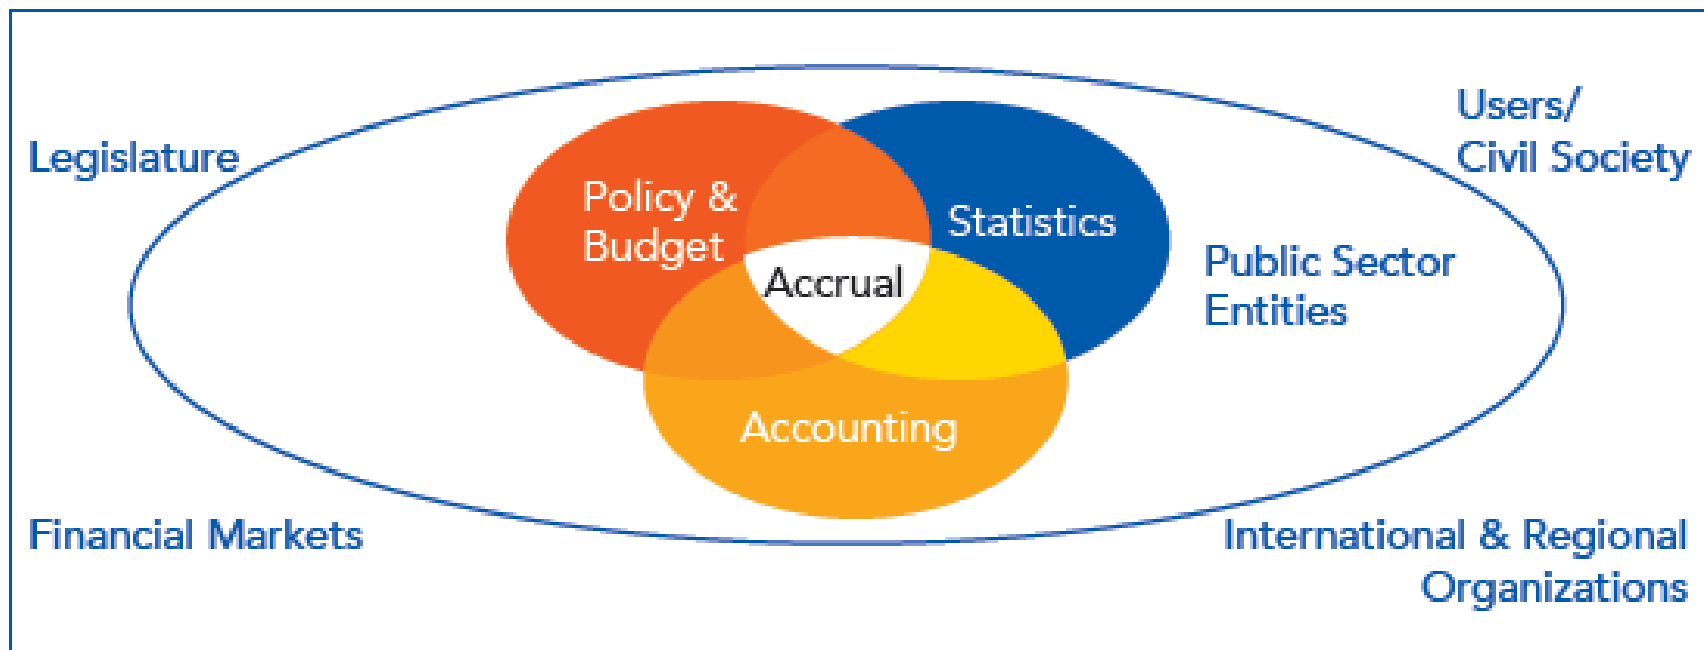 Legislature
Users/
Civil Society
Policy &
Budget
Statistics
Accrual
Public Sector
Entities
Accounting
Financial Markets
International & Regional
Organizations